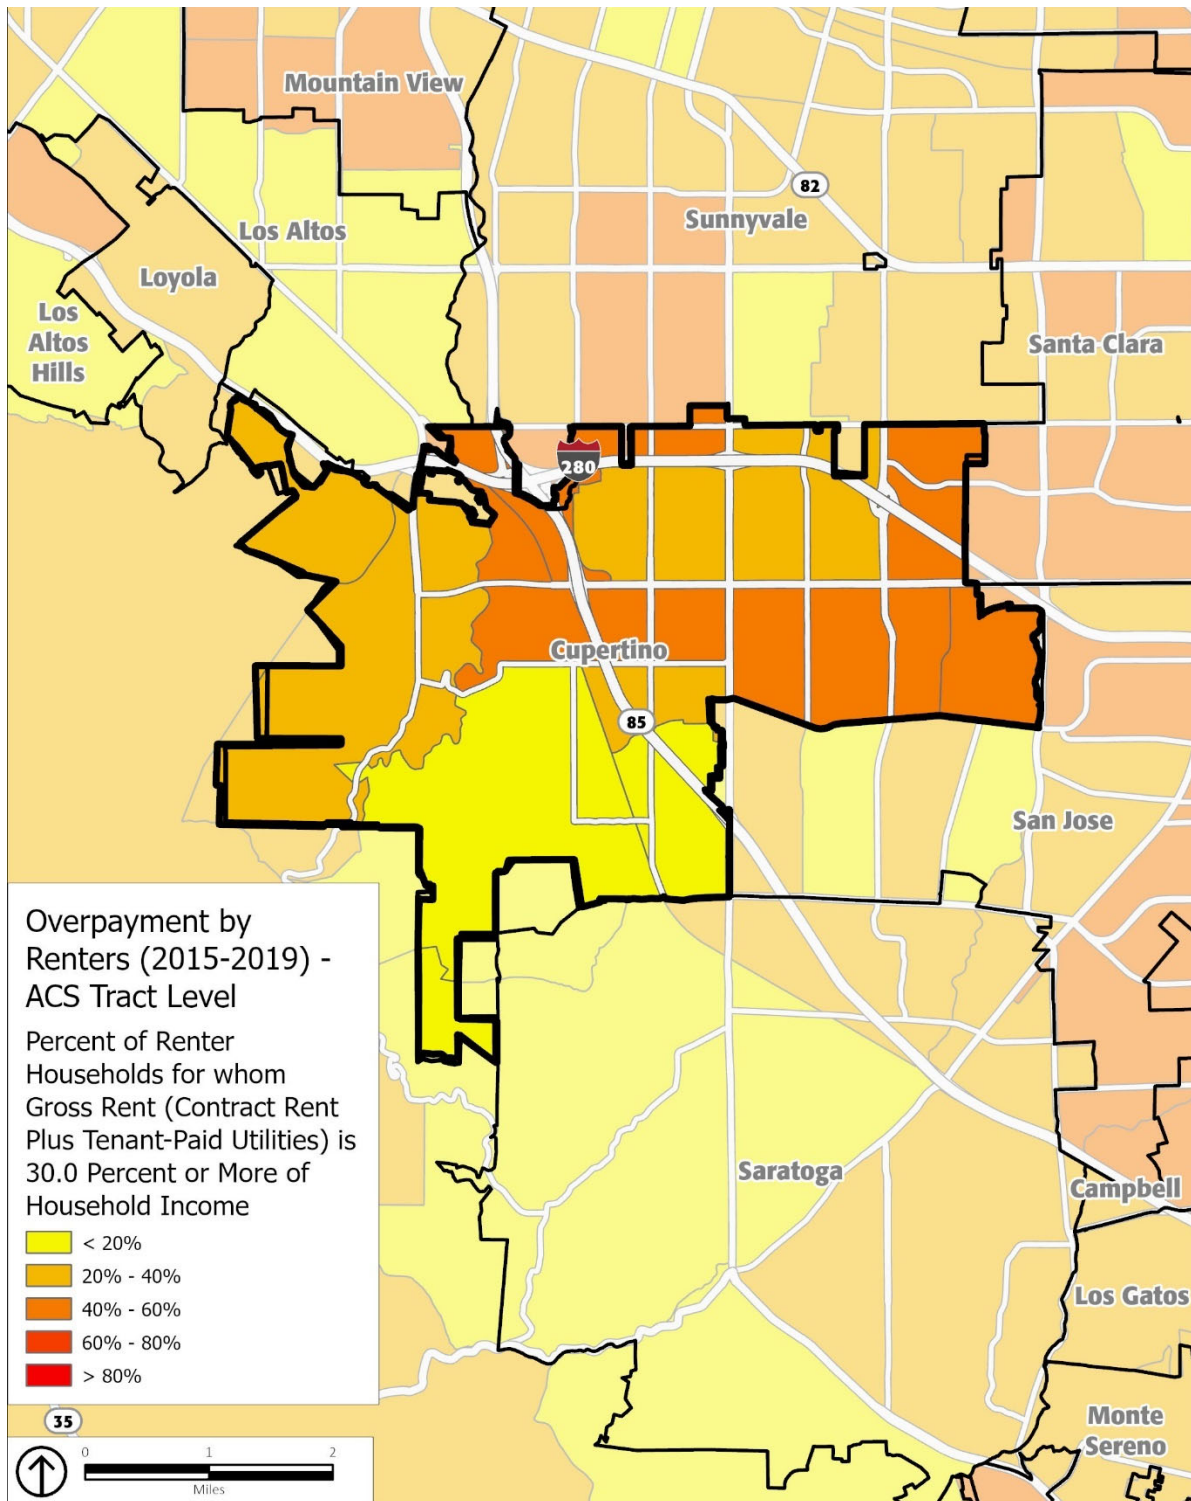 Mountain View
82
Sunnyvale
Los Altos
Loyola
Los
Altos
Hills
Santa Clara
280
Cupertino
85
San Jose
Overpayment by
Renters (2015-2019) -
ACS Tract Level
Percent of Renter
Households for whom
Gross Rent (Contract Rent
Plus Tenant-Paid Utilities) is
30.0 Percent or More of
Household Income
< 20%
20% - 40%
40% - 60%
60% - 80%
> 80%
Saratoga
Campbell
Los Gatos
Monte
Sereno
35
0 1 2
Miles